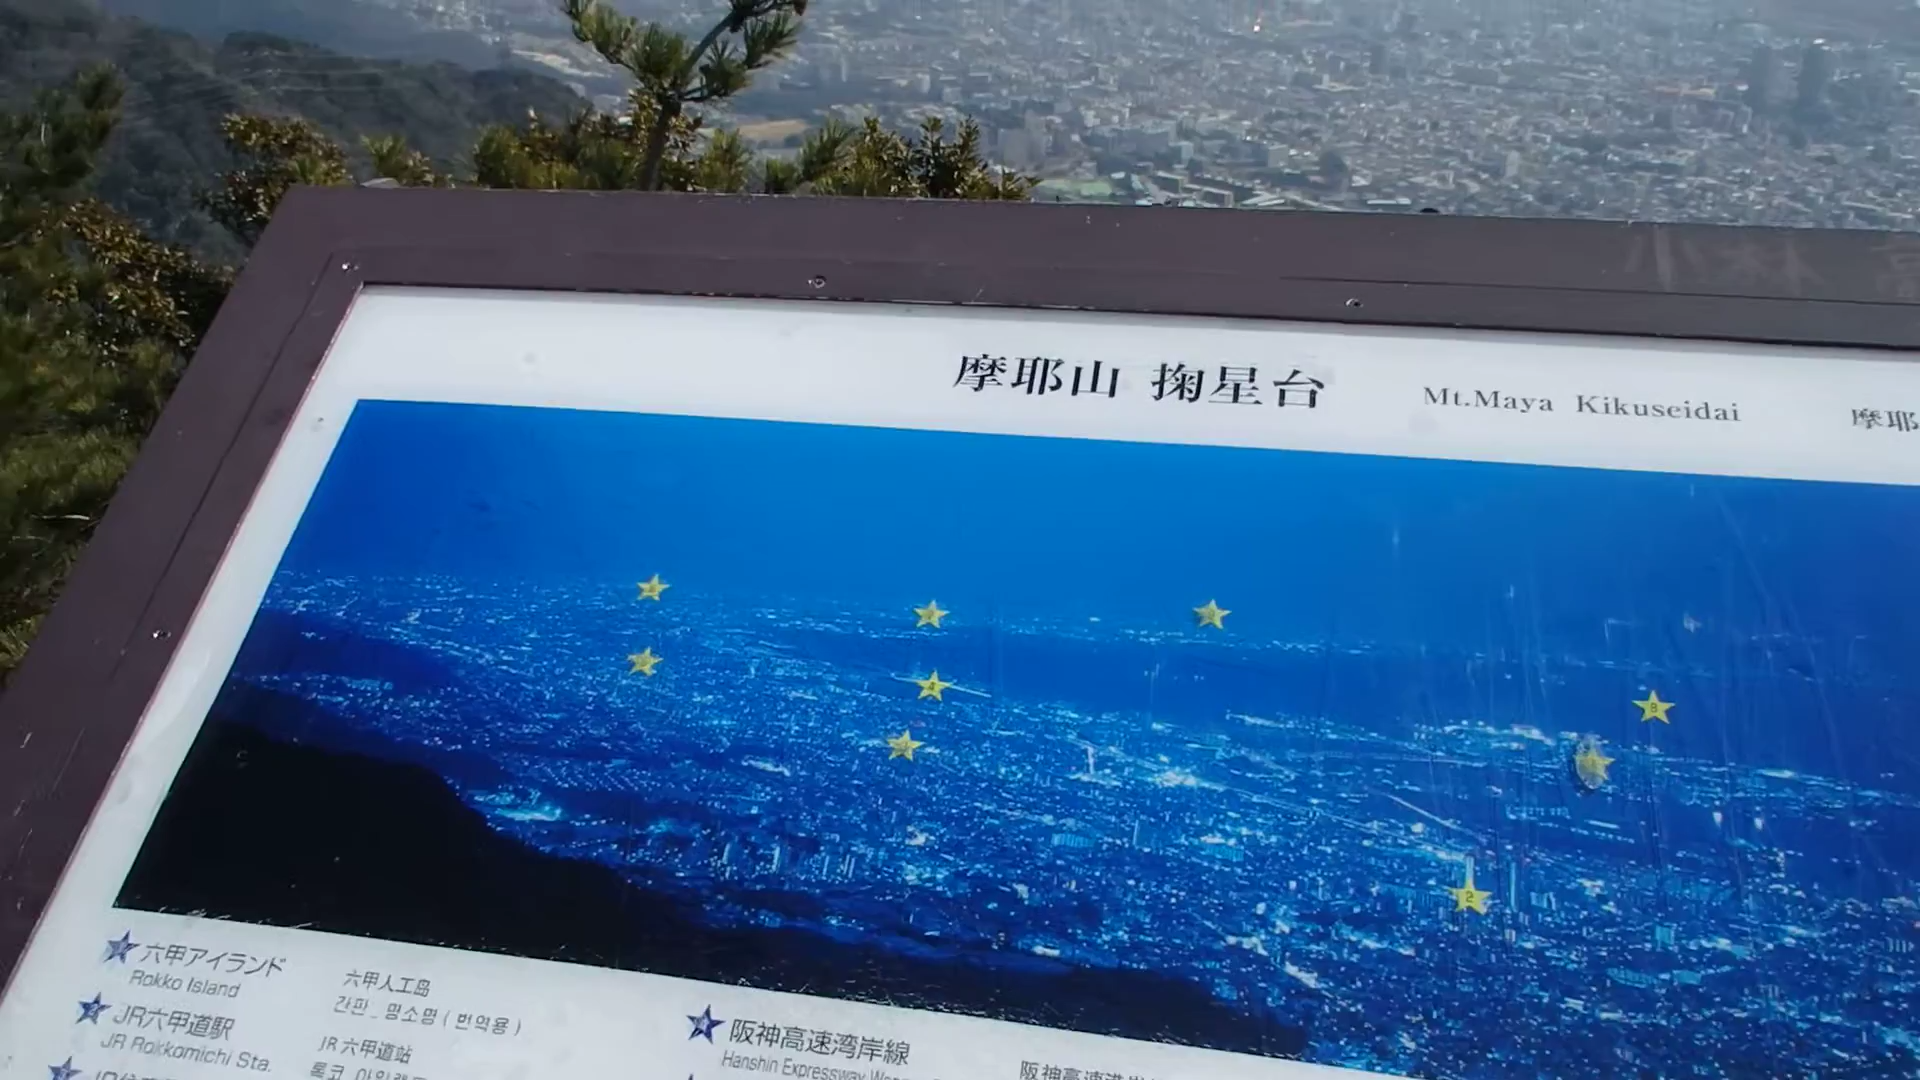 摩耶山 掬星台 Mt.Maya Kikuseidai 摩耶
8
2
六甲アイランド
Rokko Island
六甲人工岛
간판_명소명 ( 번역용 )
JR六甲道駅
JR Rokkomichi Sta.
JR六甲道站
阪神高速湾岸線
Hanshin Expressway